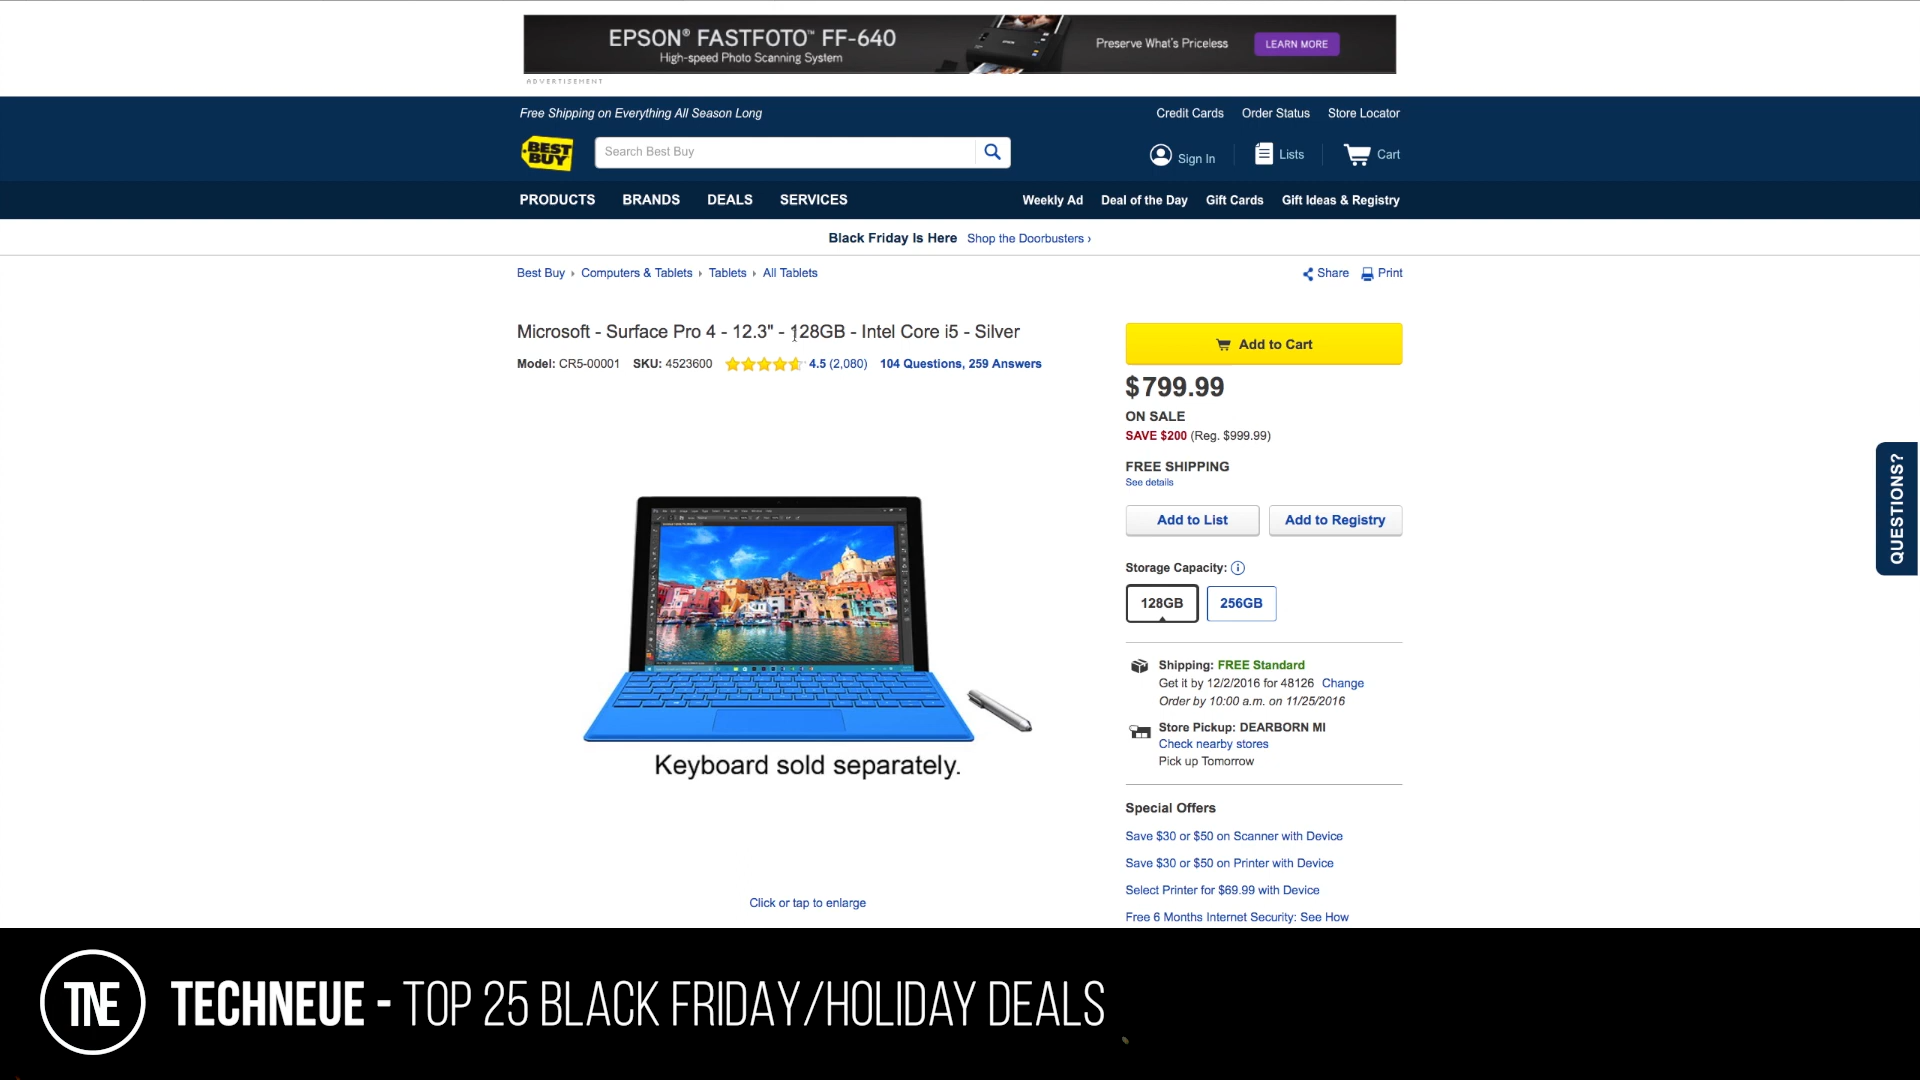 EPSON® FASTFOTO™ FF-640
High-speed Photo Scanning System
Preserve What's Priceless
LEARN MORE
ADVERTISEMENT
Free Shipping on Everything All Season Long
Credit Cards
Order Status
Store Locator
BEST BUY
Search Best Buy
Sign In
Lists
Cart
PRODUCTS
BRANDS
DEALS
SERVICES
Weekly Ad
Deal of the Day
Gift Cards
Gift Ideas & Registry
Black Friday Is Here Shop the Doorbusters ›
Best Buy › Computers & Tablets › Tablets › All Tablets
Share
Print
Microsoft - Surface Pro 4 - 12.3" - 128GB - Intel Core i5 - Silver
Model: CR5-00001 SKU: 4523600 4.5 (2,080) 104 Questions, 259 Answers
Keyboard sold separately.
Click or tap to enlarge
Add to Cart
$799.99
ON SALE
SAVE $200 (Reg. $999.99)
FREE SHIPPING
See details
Add to List
Add to Registry
Storage Capacity:
128GB
256GB
Shipping: FREE Standard
Get it by 12/2/2016 for 48126 Change
Order by 10:00 a.m. on 11/25/2016
Store Pickup: DEARBORN MI
Check nearby stores
Pick up Tomorrow
Special Offers
Save $30 or $50 on Scanner with Device
Save $30 or $50 on Printer with Device
Select Printer for $69.99 with Device
Free 6 Months Internet Security: See How
QUESTIONS?
TNE TECHNEUE - TOP 25 BLACK FRIDAY/HOLIDAY DEALS